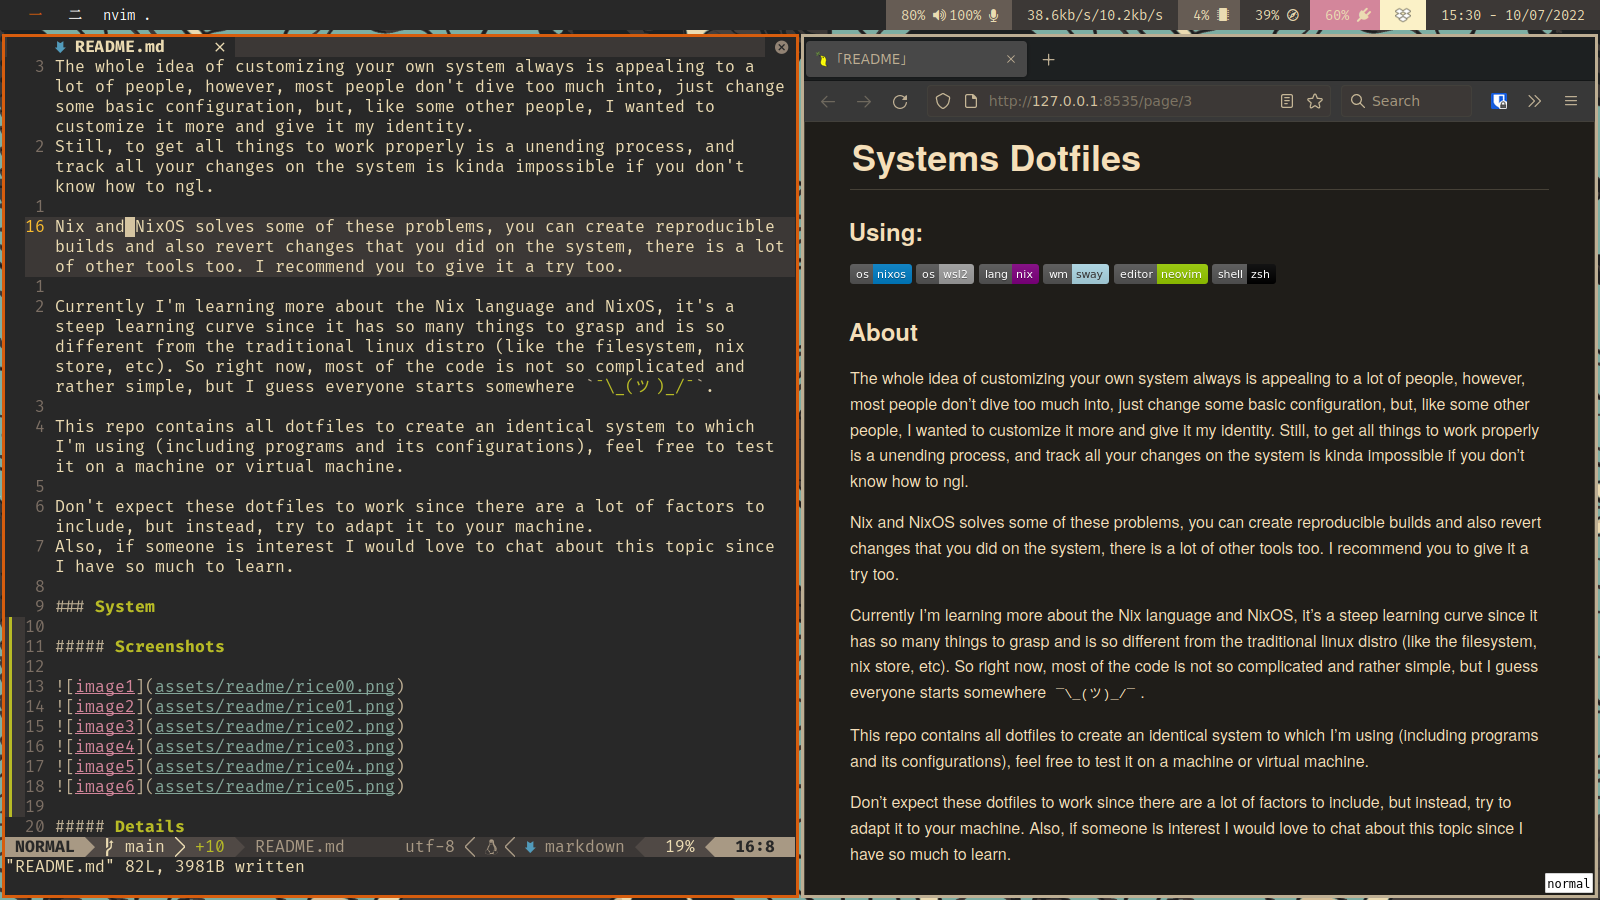 一 二 nvim .
80% 100% 38.6kb/s/10.2kb/s 4% 39% 60% 15:30 - 10/07/2022
README.md ×
3 The whole idea of customizing your own system always is appealing to a
lot of people, however, most people don't dive too much into, just change
some basic configuration, but, like some other people, I wanted to
customize it more and give it my identity.
2 Still, to get all things to work properly is a unending process, and
track all your changes on the system is kinda impossible if you don't
know how to ngl.
1
16 Nix and NixOS solves some of these problems, you can create reproducible
builds and also revert changes that you did on the system, there is a lot
of other tools too. I recommend you to give it a try too.
1
2 Currently I'm learning more about the Nix language and NixOS, it's a
steep learning curve since it has so many things to grasp and is so
different from the traditional linux distro (like the filesystem, nix
store, etc). So right now, most of the code is not so complicated and
rather simple, but I guess everyone starts somewhere `¯\_(ツ)_/¯`.
3
4 This repo contains all dotfiles to create an identical system to which
I'm using (including programs and its configurations), feel free to test
it on a machine or virtual machine.
5
6 Don't expect these dotfiles to work since there are a lot of factors to
include, but instead, try to adapt it to your machine.
7 Also, if someone is interest I would love to chat about this topic since
I have so much to learn.
8
9 ### System
10
11 ##### Screenshots
12
13 ![image1](assets/readme/rice00.png)
14 ![image2](assets/readme/rice01.png)
15 ![image3](assets/readme/rice02.png)
16 ![image4](assets/readme/rice03.png)
17 ![image5](assets/readme/rice04.png)
18 ![image6](assets/readme/rice05.png)
19
20 ##### Details
NORMAL main +10 README.md utf-8 markdown 19% 16:8
"README.md" 82L, 3981B written
「README」 × +
http://127.0.0.1:8535/page/3 Search
Systems Dotfiles
Using:
os nixos os wsl2 lang nix wm sway editor neovim shell zsh
About
The whole idea of customizing your own system always is appealing to a lot of people, however,
most people don’t dive too much into, just change some basic configuration, but, like some other
people, I wanted to customize it more and give it my identity. Still, to get all things to work properly
is a unending process, and track all your changes on the system is kinda impossible if you don’t
know how to ngl.
Nix and NixOS solves some of these problems, you can create reproducible builds and also revert
changes that you did on the system, there is a lot of other tools too. I recommend you to give it a
try too.
Currently I’m learning more about the Nix language and NixOS, it’s a steep learning curve since it
has so many things to grasp and is so different from the traditional linux distro (like the filesystem,
nix store, etc). So right now, most of the code is not so complicated and rather simple, but I guess
everyone starts somewhere ¯\_(ツ)_/¯ .
This repo contains all dotfiles to create an identical system to which I’m using (including programs
and its configurations), feel free to test it on a machine or virtual machine.
Don’t expect these dotfiles to work since there are a lot of factors to include, but instead, try to
adapt it to your machine. Also, if someone is interest I would love to chat about this topic since I
have so much to learn.
normal